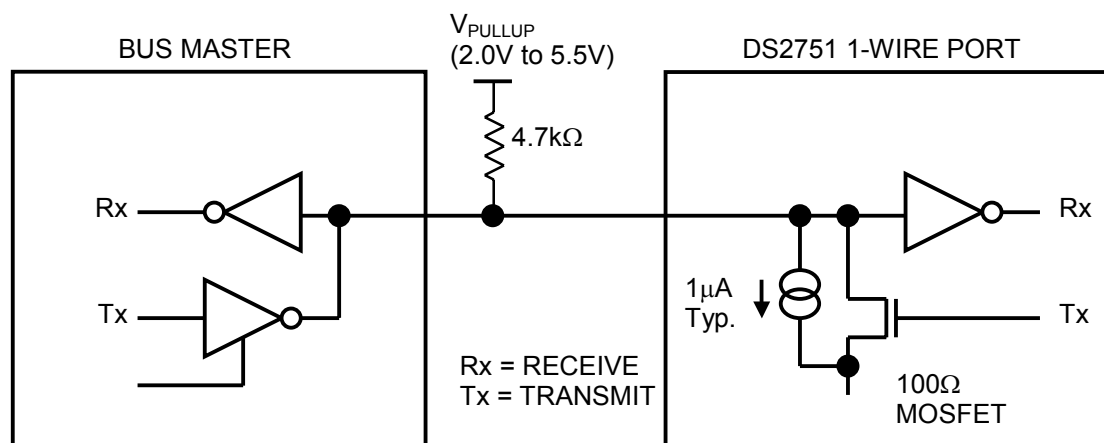 BUS MASTER
V_PULLUP
(2.0V to 5.5V)
DS2751 1-WIRE PORT
4.7kΩ
Rx
Rx
Tx
1μA
Typ.
Tx
Rx = RECEIVE
Tx = TRANSMIT
100Ω
MOSFET